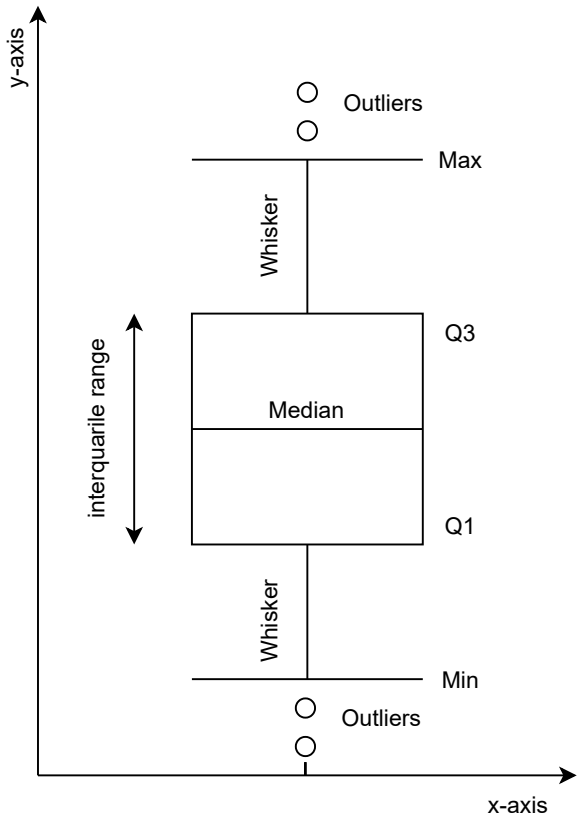 y-axis
Outliers
Max
Whisker
Q3
interquarile range
Median
Q1
Whisker
Min
Outliers
x-axis